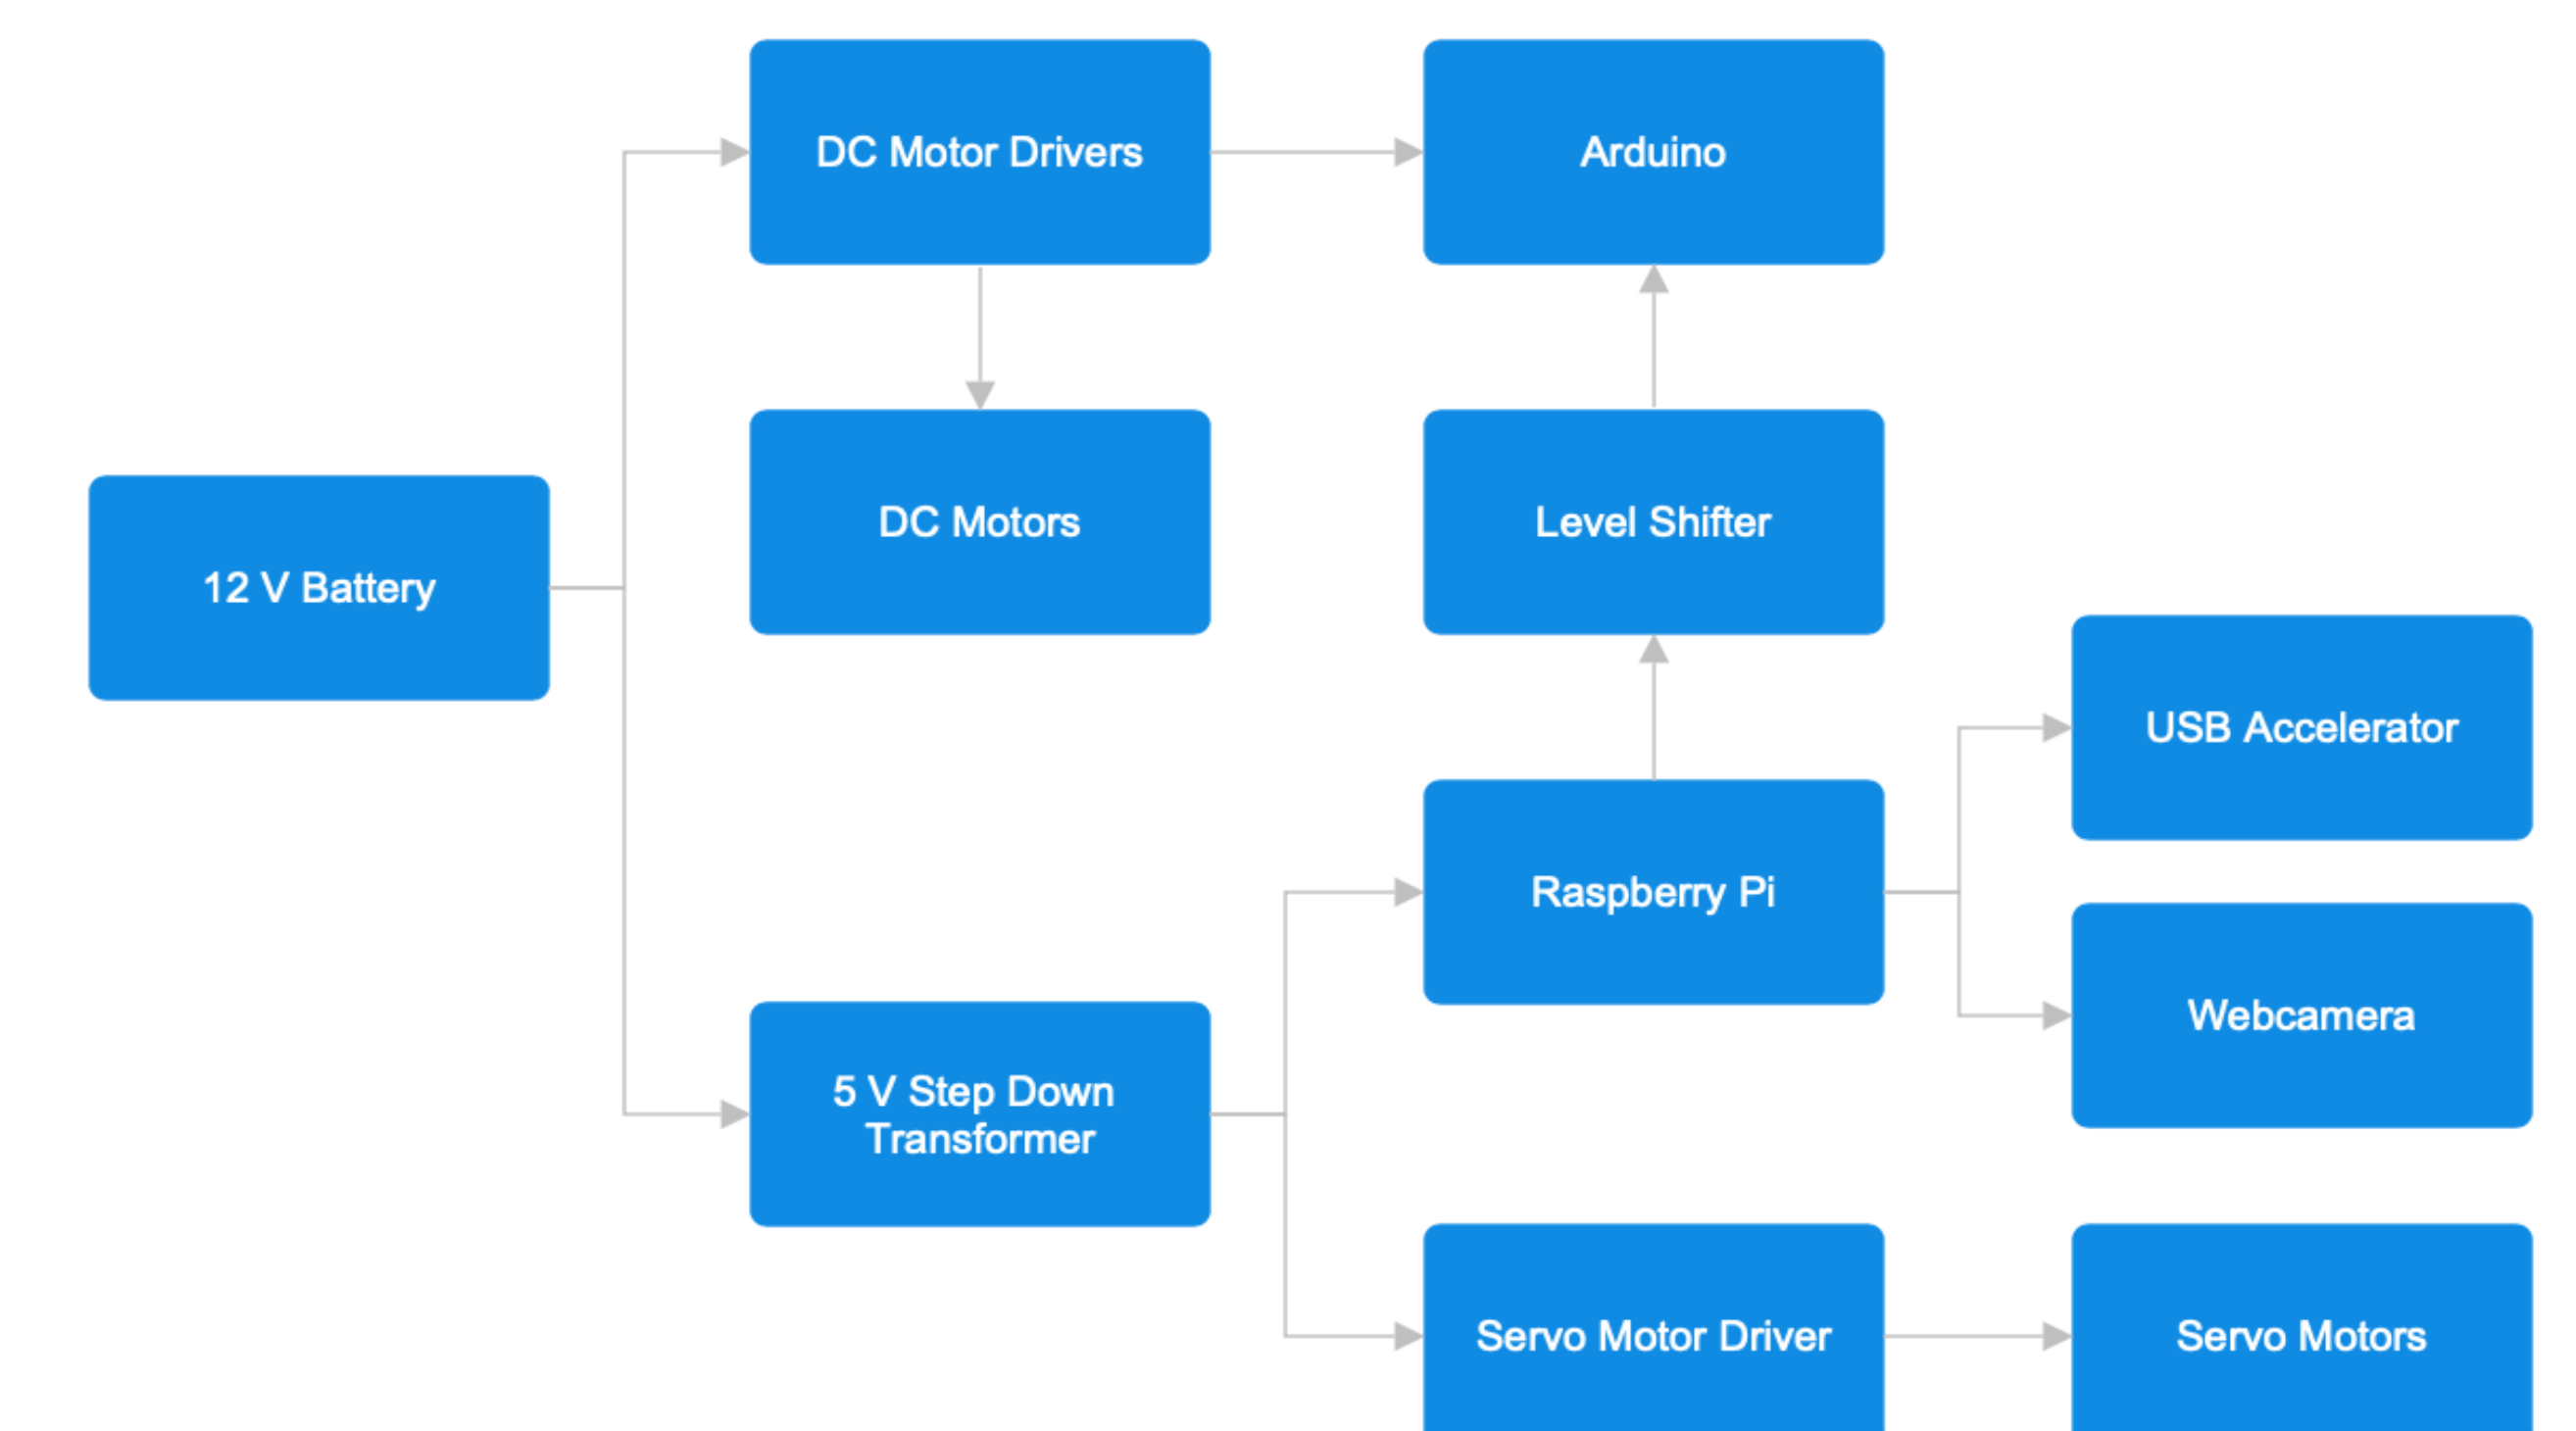 DC Motor Drivers
Arduino
DC Motors
Level Shifter
12 V Battery
USB Accelerator
Raspberry Pi
Webcamera
5 V Step Down
Transformer
Servo Motor Driver
Servo Motors